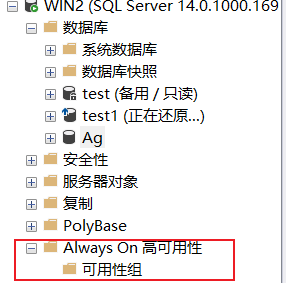 WIN2 (SQL Server 14.0.1000.169
数据库
系统数据库
数据库快照
test (备用 / 只读)
test1 (正在还原...)
Ag
安全性
服务器对象
复制
PolyBase
Always On 高可用性
可用性组